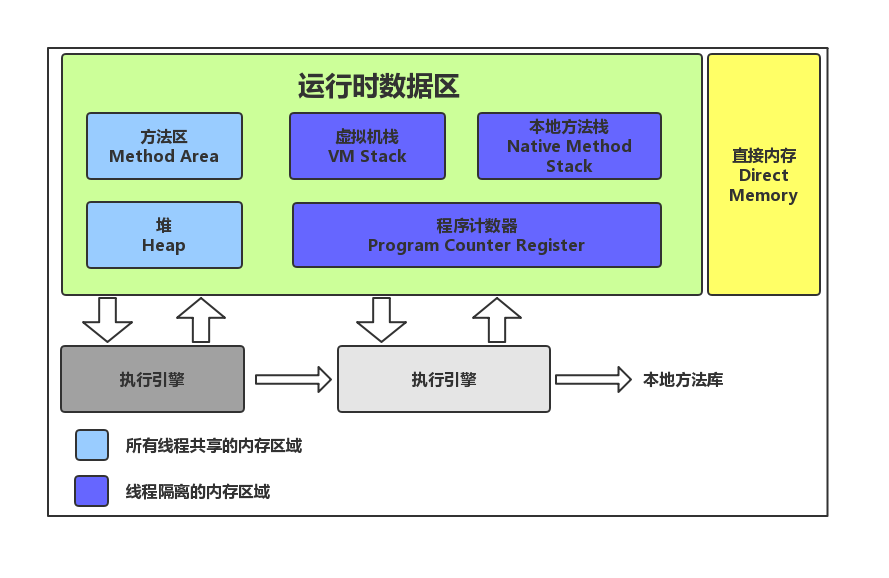 运行时数据区
方法区
Method Area
虚拟机栈
VM Stack
本地方法栈
Native Method
Stack
直接内存
Direct
Memory
堆
Heap
程序计数器
Program Counter Register
执行引擎
执行引擎
本地方法库
所有线程共享的内存区域
线程隔离的内存区域